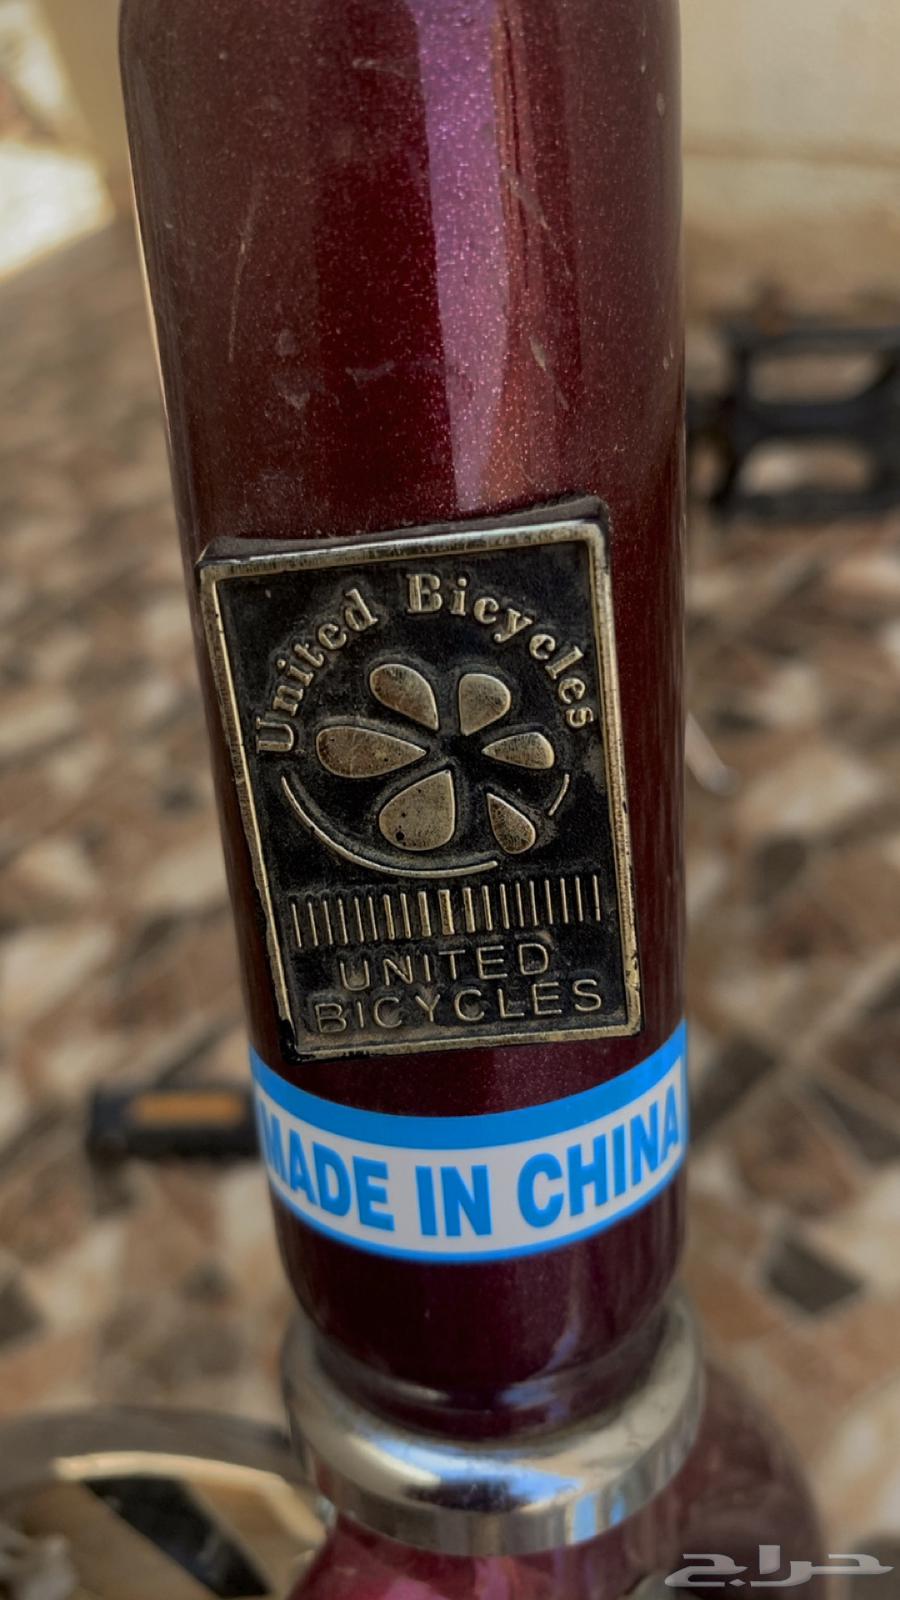 United Bicycles
UNITED
BICYCLES
MADE IN CHINA
حراج